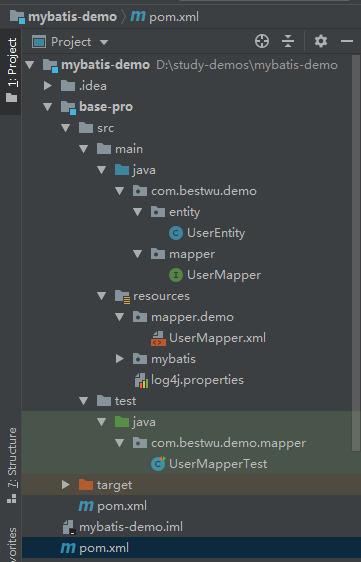 mybatis-demo › pom.xml
Project
mybatis-demo D:\study-demos\mybatis-demo
.idea
base-pro
src
main
java
com.bestwu.demo
entity
UserEntity
mapper
UserMapper
resources
mapper.demo
UserMapper.xml
mybatis
log4j.properties
test
java
com.bestwu.demo.mapper
UserMapperTest
target
pom.xml
mybatis-demo.iml
pom.xml
1: Project
7: Structure
vorites